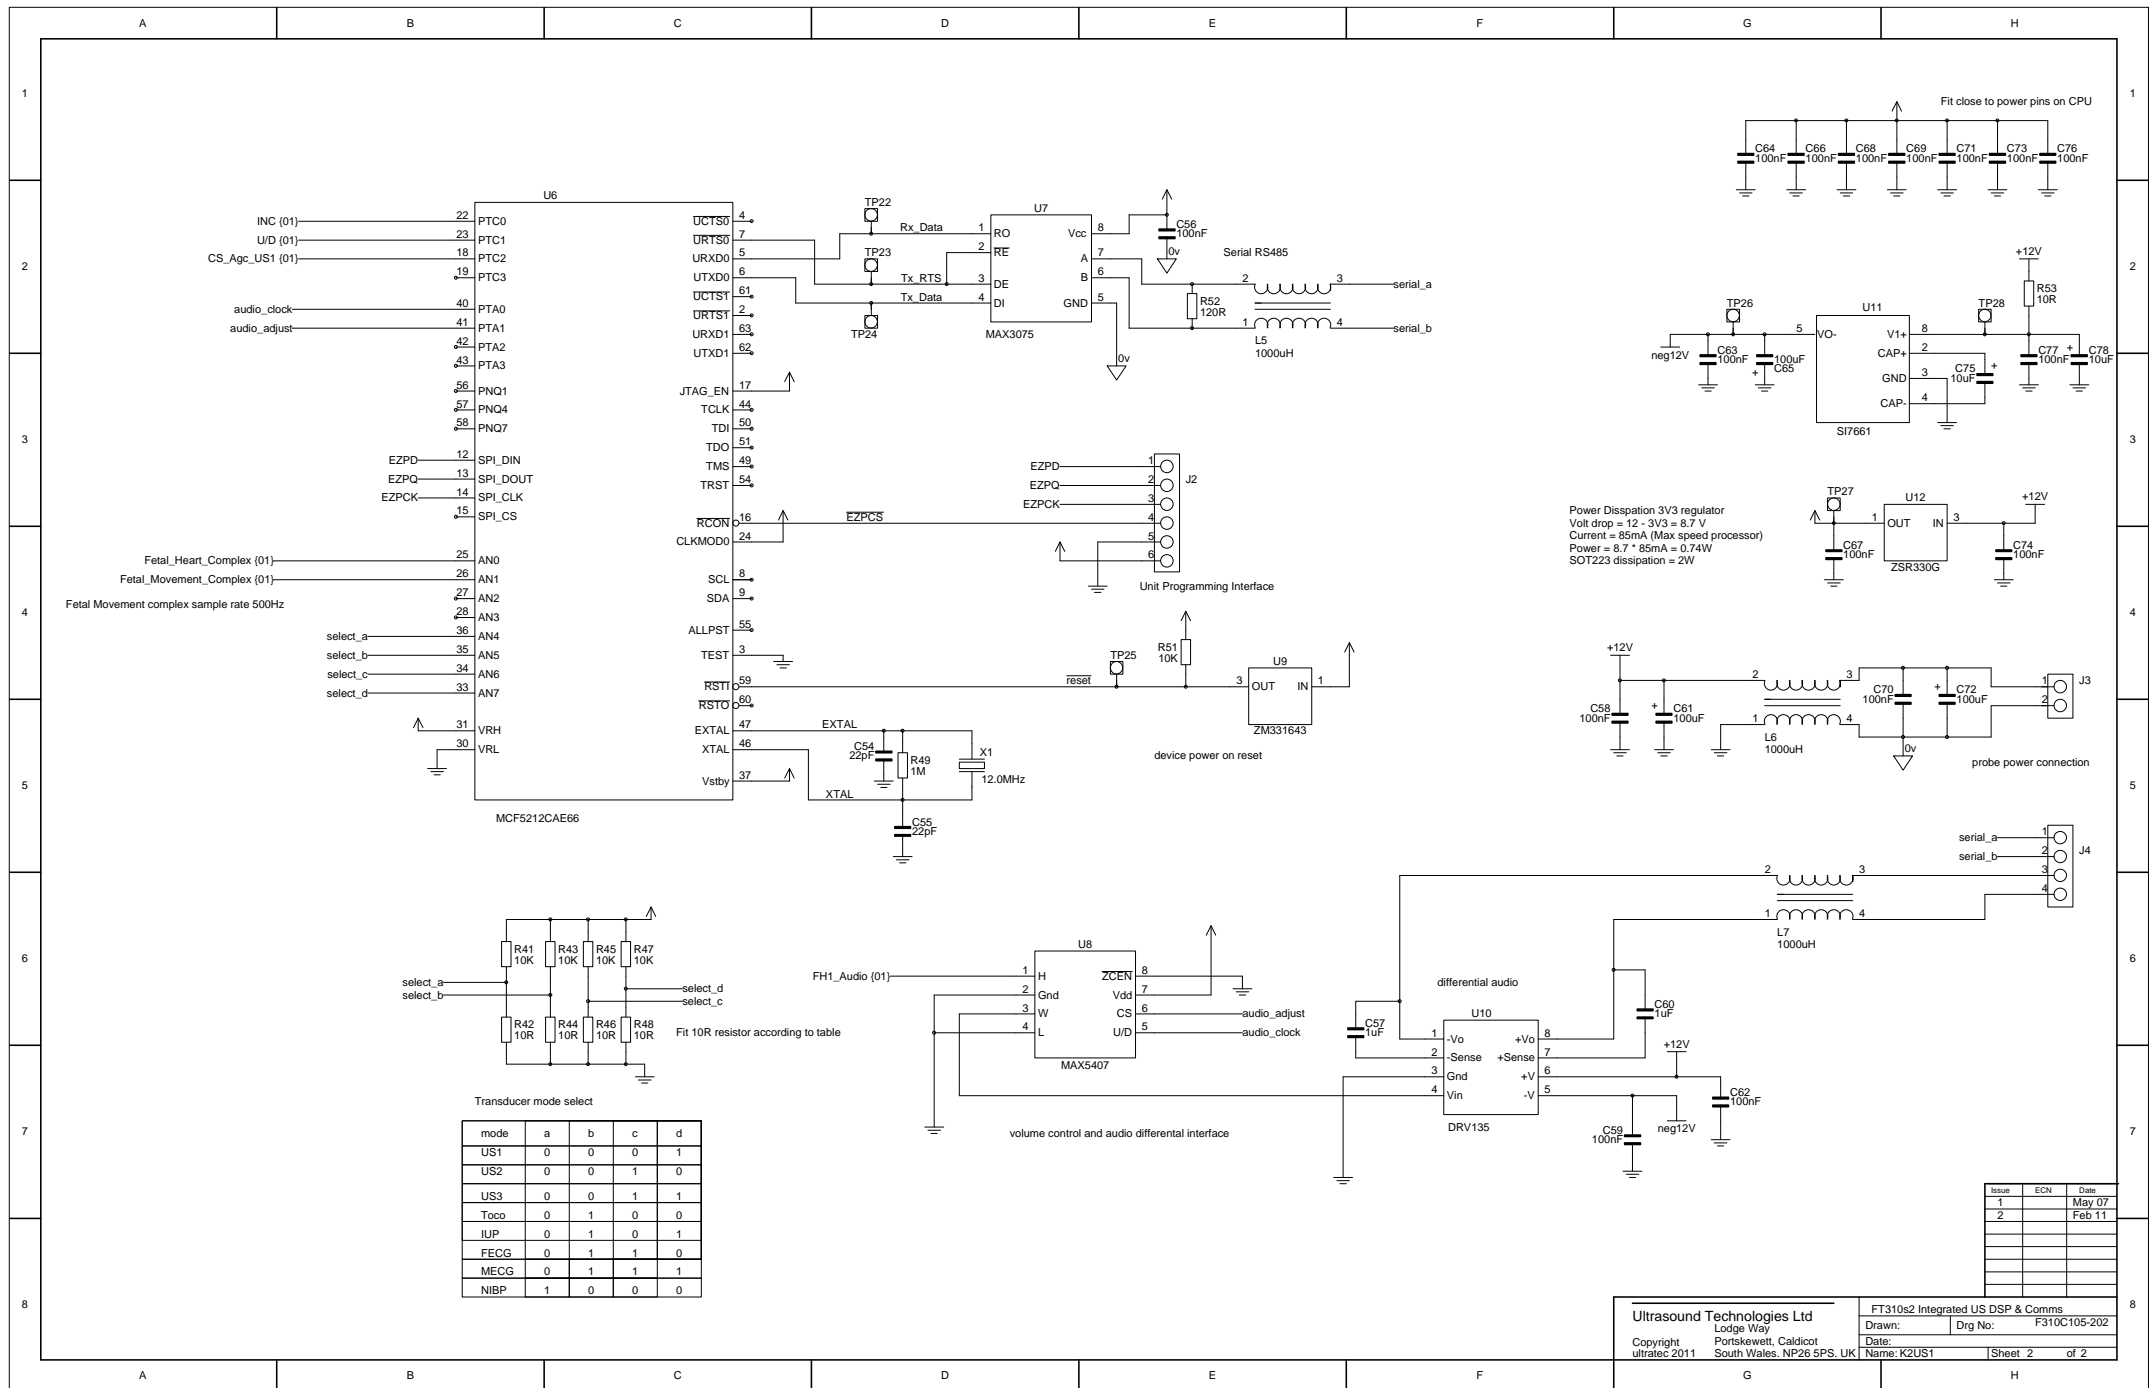 A B C D E F G H
1 1
Fit close to power pins on CPU
C64 100nF C66 100nF C68 100nF C69 100nF C71 100nF C73 100nF C76 100nF
2 2
U6
INC {01} 22 PTC0
U/D {01} 23 PTC1
CS_Agc_US1 {01} 18 PTC2
19 PTC3
audio_clock 40 PTA0
audio_adjust 41 PTA1
42 PTA2
43 PTA3
56 PNQ1
57 PNQ4
58 PNQ7
EZPD 12 SPI_DIN
EZPQ 13 SPI_DOUT
EZPCK 14 SPI_CLK
15 SPI_CS
Fetal_Heart_Complex {01} 25 AN0
Fetal_Movement_Complex {01} 26 AN1
27 AN2
Fetal Movement complex sample rate 500Hz
28 AN3
select_a 36 AN4
select_b 35 AN5
select_c 34 AN6
select_d 33 AN7
31 VRH
30 VRL
UCTS0 4
URTS0 7
URXD0 5
UTXD0 6
UCTS1 61
URTS1 2
URXD1 63
UTXD1 62
JTAG_EN 17
TCLK 44
TDI 50
TDO 51
TMS 49
TRST 54
RCON 16
CLKMOD0 24
SCL 8
SDA 9
ALLPST 55
TEST 3
RSTI 59
RSTO 60
EXTAL 47
XTAL 46
Vstby 37
MCF5212CAE66
TP22
TP23
TP24
Rx_Data
Tx_RTS
Tx_Data
U7
1 RO Vcc 8
2 RE A 7
3 DE B 6
4 DI GND 5
MAX3075
C56
100nF
0v
0v
Serial RS485
R52
120R
2 3 serial_a
1 4 serial_b
L5
1000uH
EZPD 1
EZPQ 2
EZPCK 3
EZPCS 4
5
6
J2
Unit Programming Interface
TP25
R51
10K
reset
U9
3 OUT IN 1
ZM331643
device power on reset
EXTAL
C54
22pF
R49
1M
X1
12.0MHz
XTAL
C55
22pF
+12V
R53
10R
TP26
TP28
U11
5 VO- V1+ 8
CAP+ 2
GND 3
CAP- 4
SI7661
neg12V
C63
100nF
100uF
+ C65
C75
10uF +
C77
100nF
+ C78
10uF
3 3
Power Disspation 3V3 regulator
Volt drop = 12 - 3V3 = 8.7 V
Current = 85mA (Max speed processor)
Power = 8.7 * 85mA = 0.74W
SOT223 dissipation = 2W
TP27
U12
+12V
1 OUT IN 3
ZSR330G
C67
100nF
C74
100nF
4 4
+12V
C58
100nF
+ C61
100uF
2 3
1 4
L6
1000uH
C70
100nF
+ C72
100uF
0v
1
2
J3
probe power connection
5 5
serial_a 1
serial_b 2
3
4
J4
2 3
1 4
L7
1000uH
6 6
R41 10K R43 10K R45 10K R47 10K
select_a
select_b
select_d
select_c
R42 10R R44 10R R46 10R R48 10R
Fit 10R resistor according to table
FH1_Audio {01}
U8
1 H ZCEN 8
2 Gnd Vdd 7
3 W CS 6 audio_adjust
4 L U/D 5 audio_clock
MAX5407
volume control and audio differental interface
differential audio
C57
1uF
C60
1uF
U10
1 -Vo +Vo 8
2 -Sense +Sense 7
3 Gnd +V 6
4 Vin -V 5
DRV135
+12V
C62
100nF
C59
100nF
neg12V
7 7
Transducer mode select
mode a b c d
US1 0 0 0 1
US2 0 0 1 0
US3 0 0 1 1
Toco 0 1 0 0
IUP 0 1 0 1
FECG 0 1 1 0
MECG 0 1 1 1
NIBP 1 0 0 0
Issue ECN Date
1 May 07
2 Feb 11
8 8
Ultrasound Technologies Ltd
Lodge Way
Copyright Portskewett, Caldicot
ultratec 2011 South Wales. NP26 5PS. UK
FT310s2 Integrated US DSP & Comms
Drawn: Drg No: F310C105-202
Date:
Name: K2US1 Sheet 2 of 2
A B C D E F G H